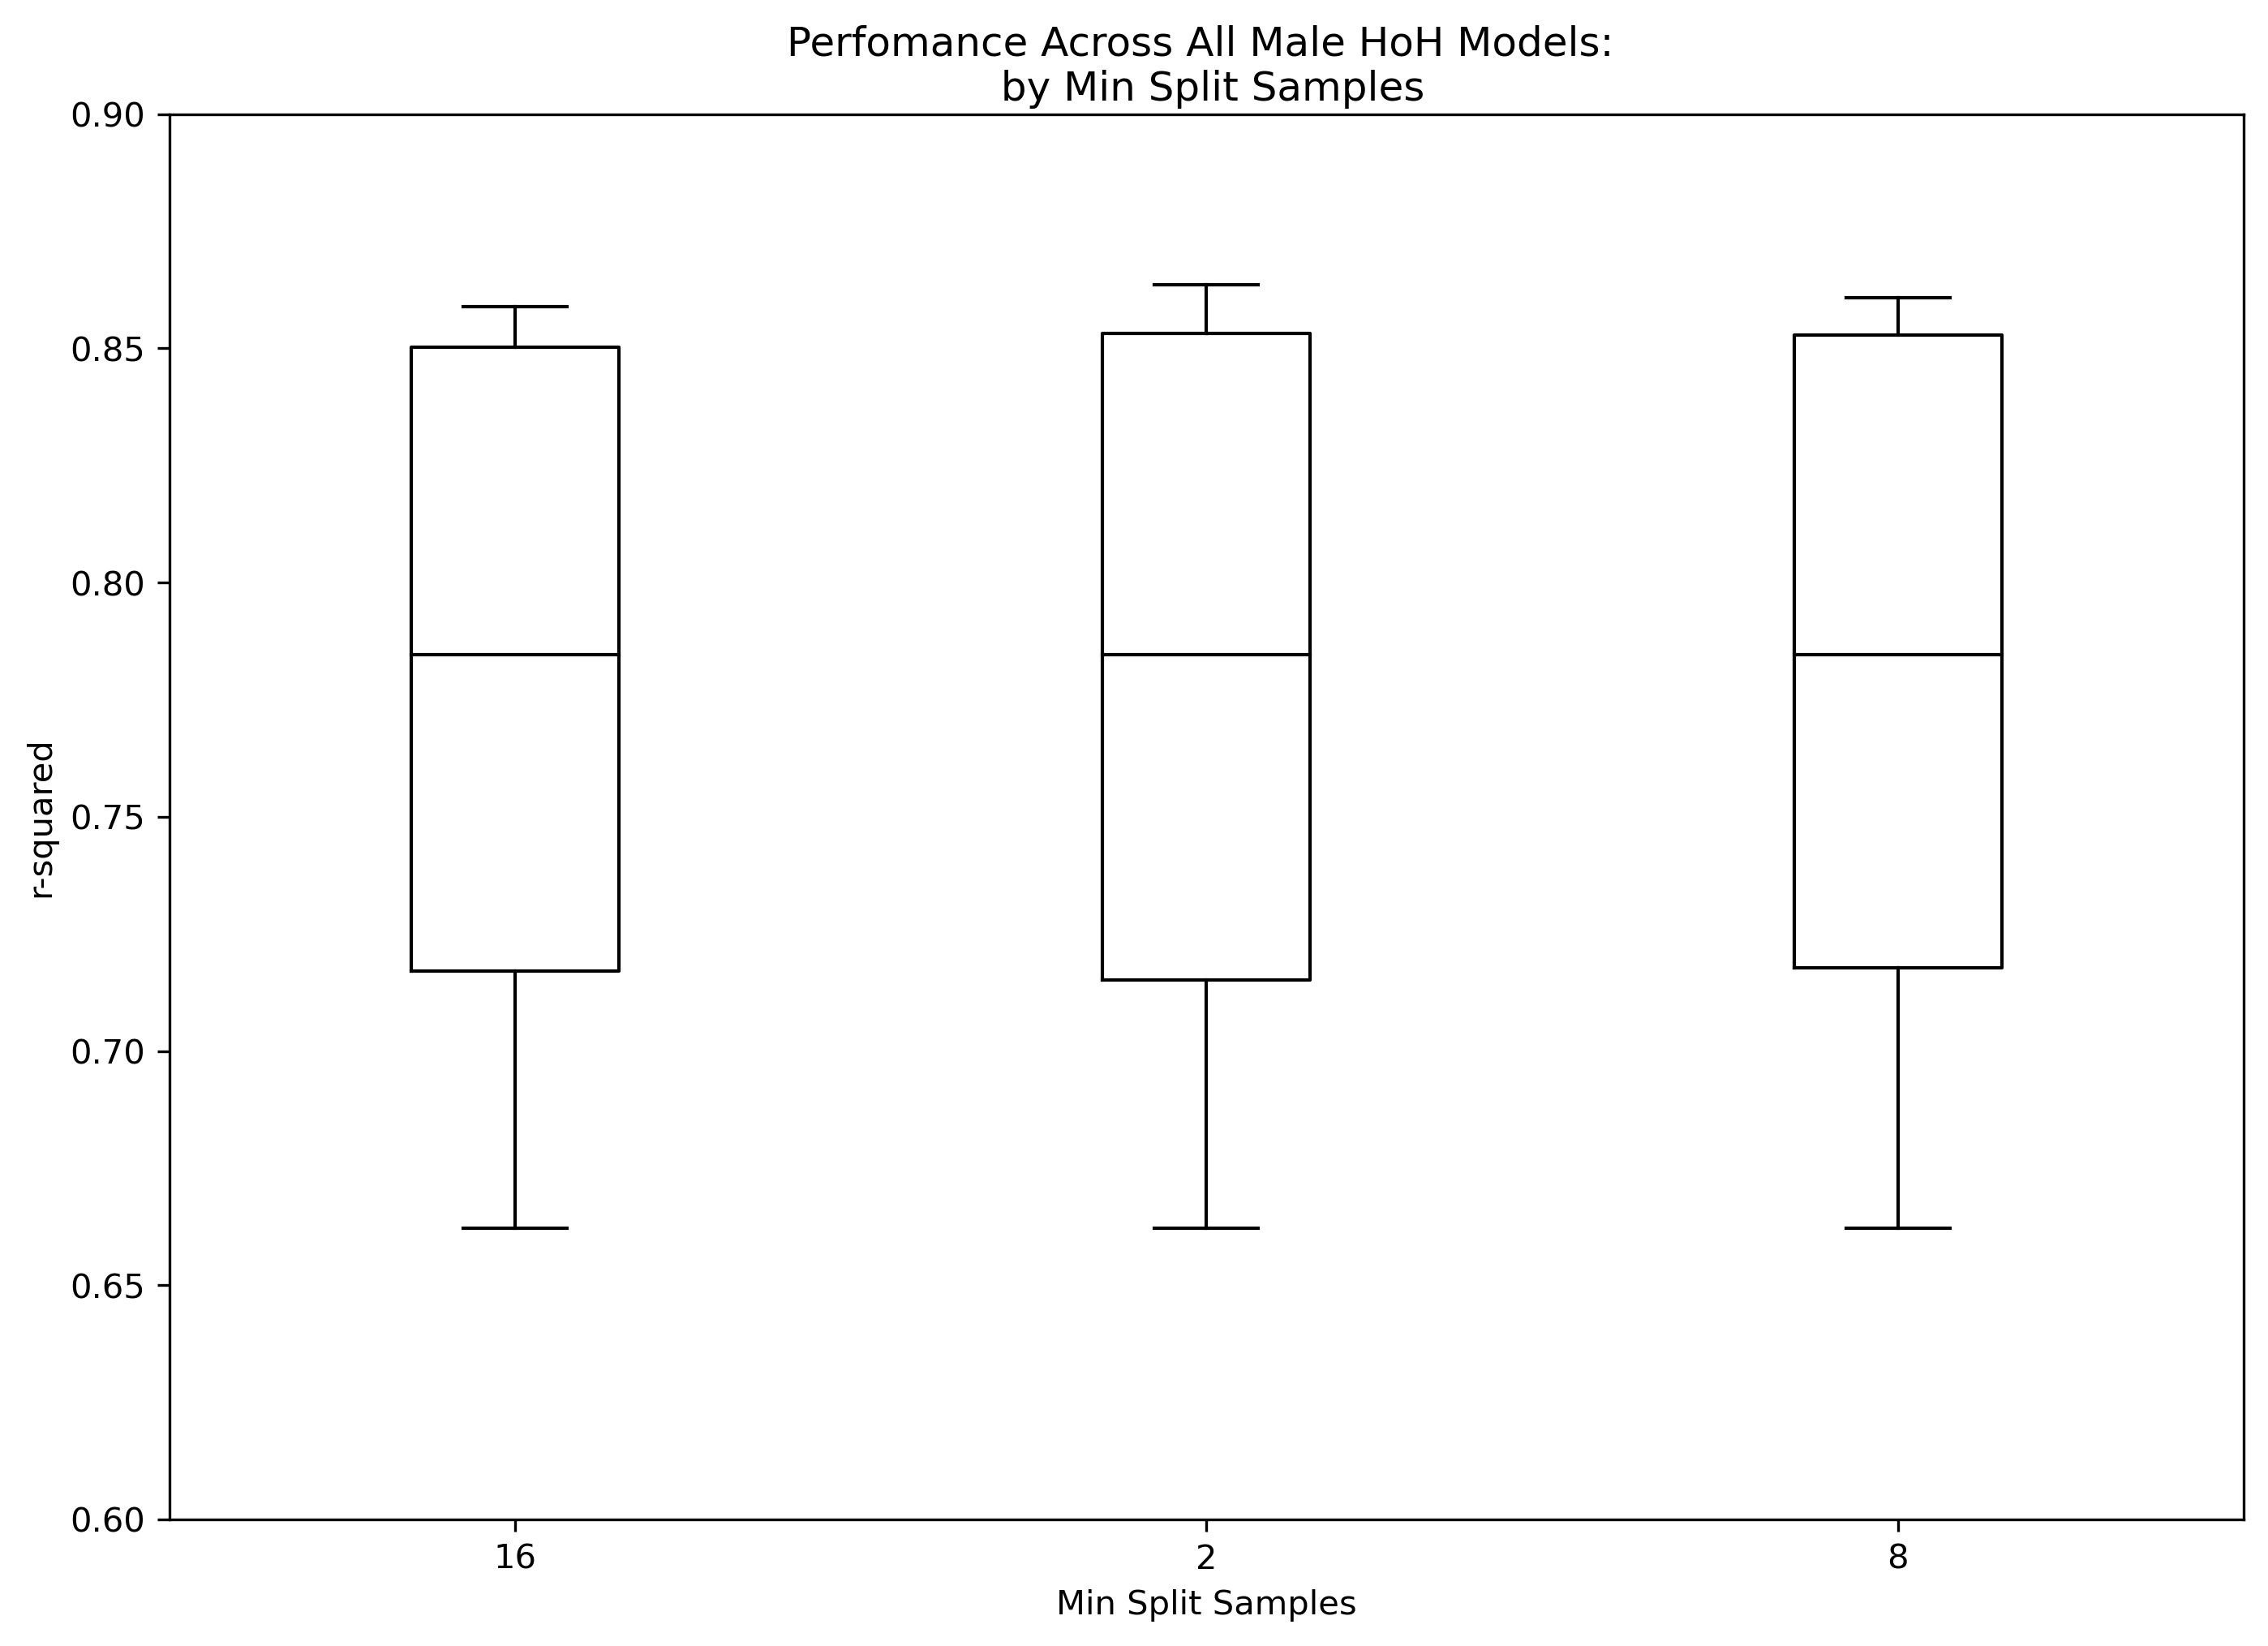 Perfomance Across All Male HoH Models:
by Min Split Samples
0.90
0.85
0.80
0.75
0.70
0.65
0.60
r-squared
16
2
8
Min Split Samples